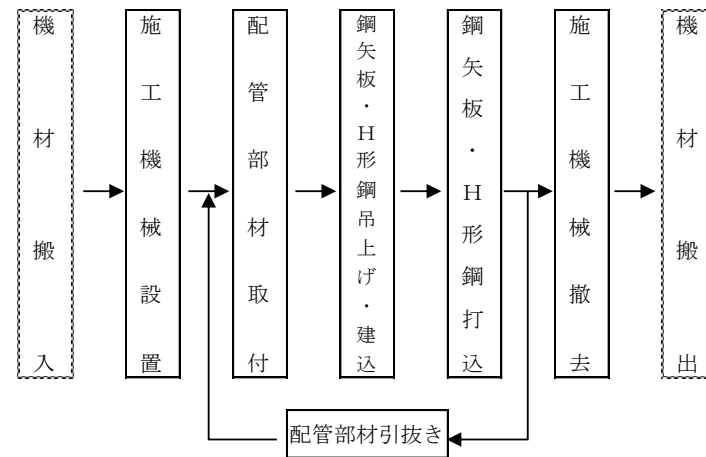 機材搬入
施工機械設置
配管部材取付
鋼矢板・Ｈ形鋼吊上げ・建込
鋼矢板・Ｈ形鋼打込
施工機械撤去
機材搬出
配管部材引抜き